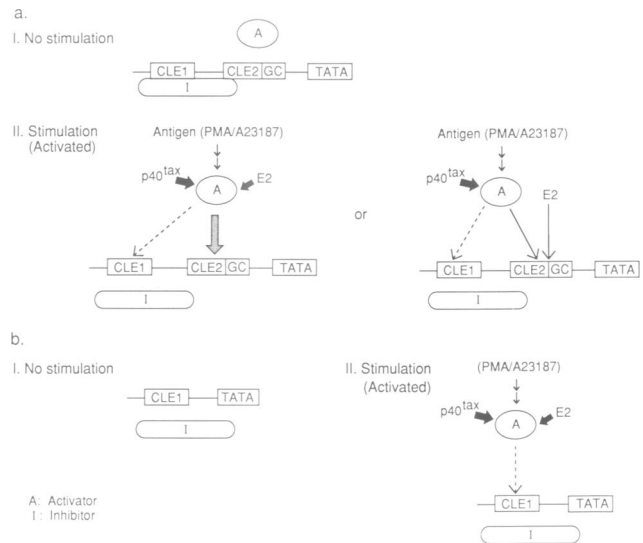 a.
I. No stimulation
A
CLE1 CLE2 GC TATA
I
II. Stimulation
(Activated)
Antigen (PMA/A23187)
p40tax
A
E2
CLE1 CLE2 GC TATA
I
or
Antigen (PMA/A23187)
p40tax
A
E2
CLE1 CLE2 GC TATA
I
b.
I. No stimulation
CLE1 TATA
I
II. Stimulation
(Activated)
(PMA/A23187)
p40tax
A
E2
CLE1 TATA
I
A: Activator
I : Inhibitor